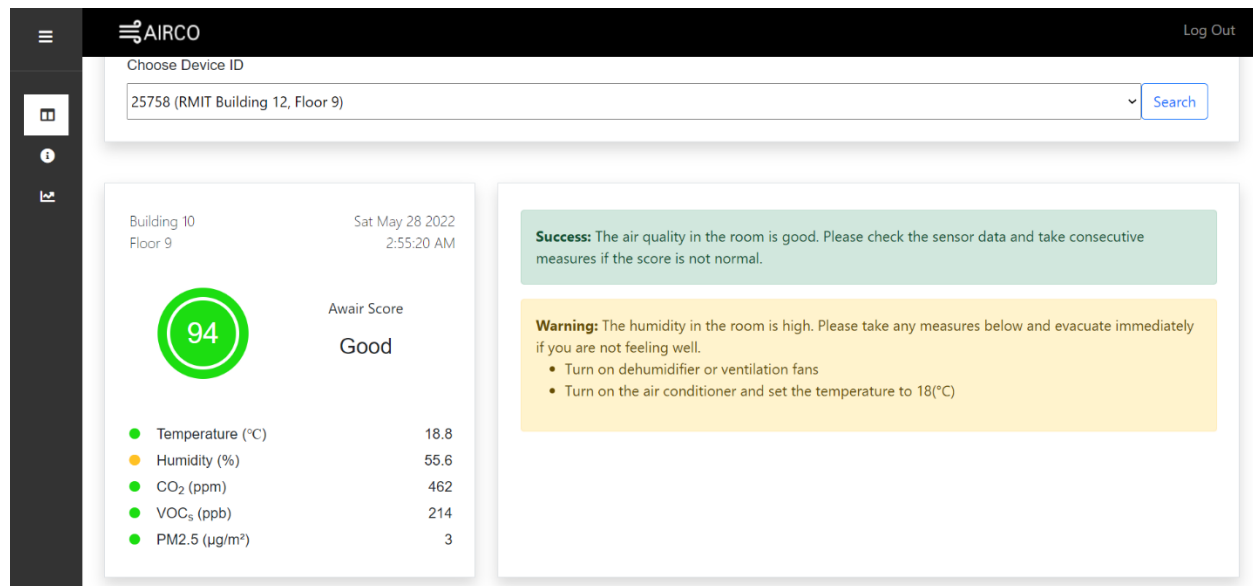 AIRCO
Log Out
Choose Device ID
25758 (RMIT Building 12, Floor 9)
Search
Building 10
Sat May 28 2022
Floor 9
2:55:20 AM
94
Awair Score
Good
Temperature (℃) 18.8
Humidity (%) 55.6
CO₂ (ppm) 462
VOCₛ (ppb) 214
PM2.5 (µg/m²) 3
Success: The air quality in the room is good. Please check the sensor data and take consecutive
measures if the score is not normal.
Warning: The humidity in the room is high. Please take any measures below and evacuate immediately
if you are not feeling well.
• Turn on dehumidifier or ventilation fans
• Turn on the air conditioner and set the temperature to 18(°C)